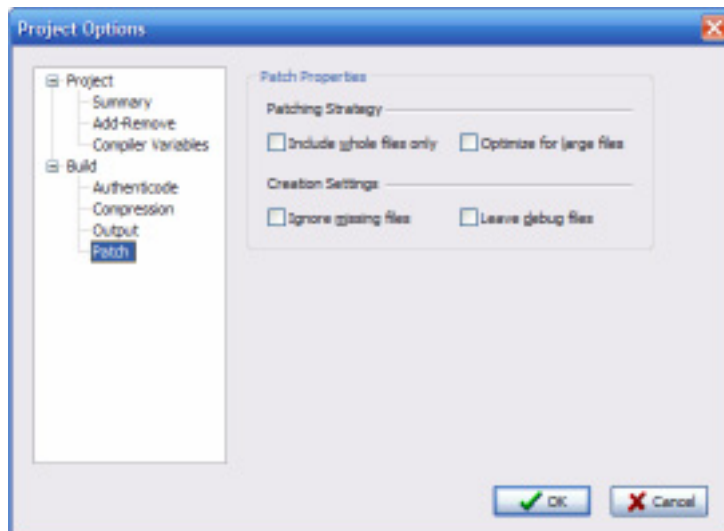 Project Options
Project
Summary
Add-Remove
Compiler Variables
Build
Authenticode
Compression
Output
Patch
Patch Properties
Patching Strategy
Include whole files only
Optimize for large files
Creation Settings
Ignore missing files
Leave debug files
OK
Cancel